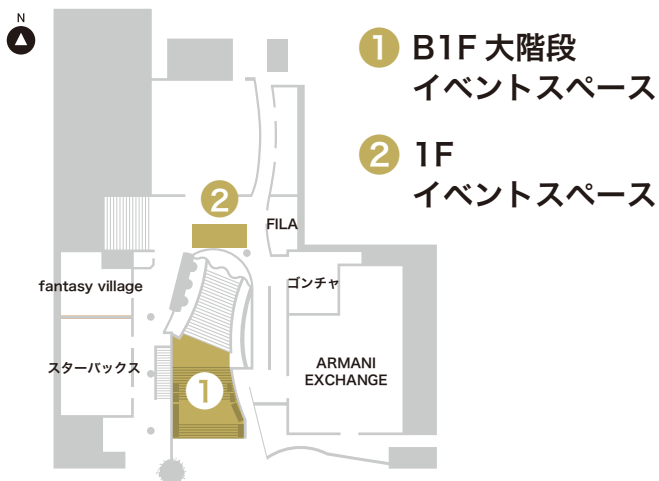 N
1 B1F 大階段
イベントスペース
2 1F
イベントスペース
2
FILA
fantasy village
ゴンチャ
スターバックス
ARMANI
EXCHANGE
1